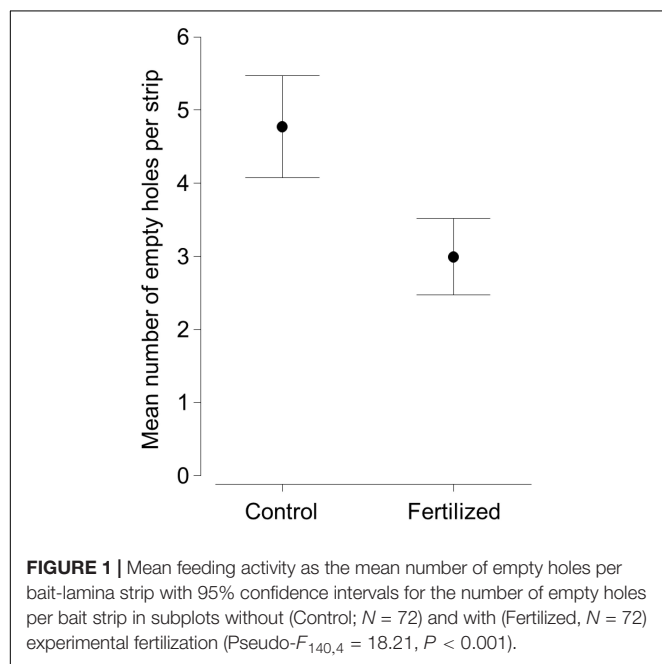 Mean number of empty holes per strip
6
5
4
3
2
1
0
Control Fertilized
FIGURE 1 | Mean feeding activity as the mean number of empty holes per
bait-lamina strip with 95% confidence intervals for the number of empty holes
per bait strip in subplots without (Control; N = 72) and with (Fertilized, N = 72)
experimental fertilization (Pseudo-F140,4 = 18.21, P < 0.001).